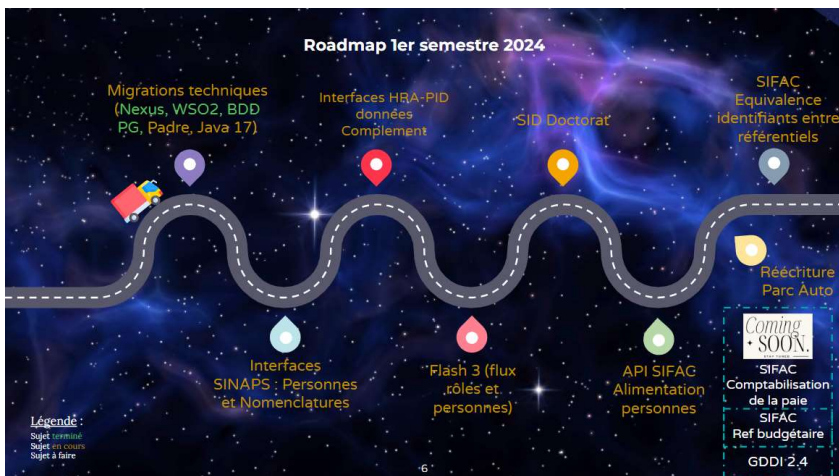 Roadmap 1er semestre 2024
Migrations techniques
(Nexus, WSO2, BDD
PG, Padre, Java 17)
Interfaces HRA-PID
données
Complement
SID Doctorat
SIFAC
Equivalence
identifiants entre
référentiels
Interfaces
SINAPS : Personnes
et Nomenclatures
Flash 3 (flux
rôles et
personnes)
API SIFAC
Alimentation
personnes
Réécriture
Parc Auto
Coming
SOON.
STAY TUNED
SIFAC
Comptabilisation
de la paie
SIFAC
Ref budgétaire
GDDI 2.4
Légende :
Sujet terminé
Sujet en cours
Sujet à faire
6